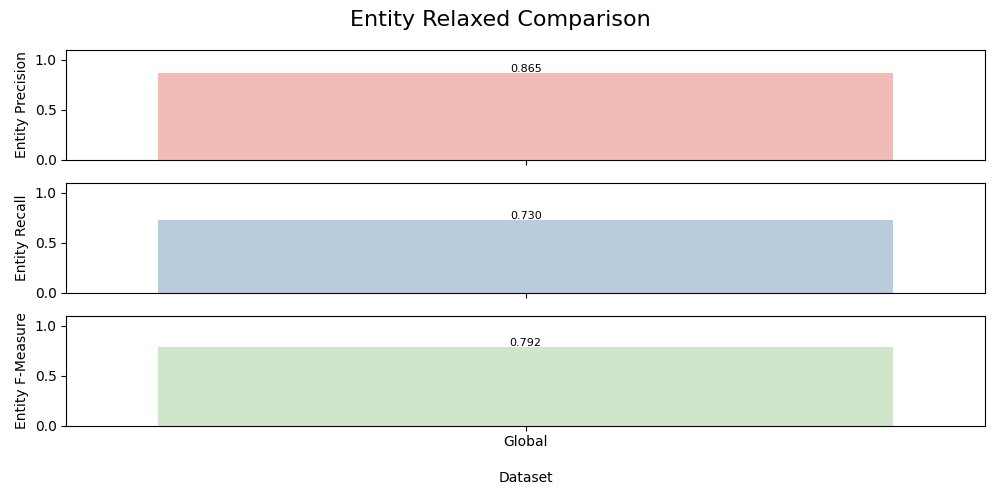 Entity Relaxed Comparison
1.0
0.5
0.0
Entity Precision
0.865
1.0
0.5
0.0
Entity Recall
0.730
1.0
0.5
0.0
Entity F-Measure
0.792
Global
Dataset